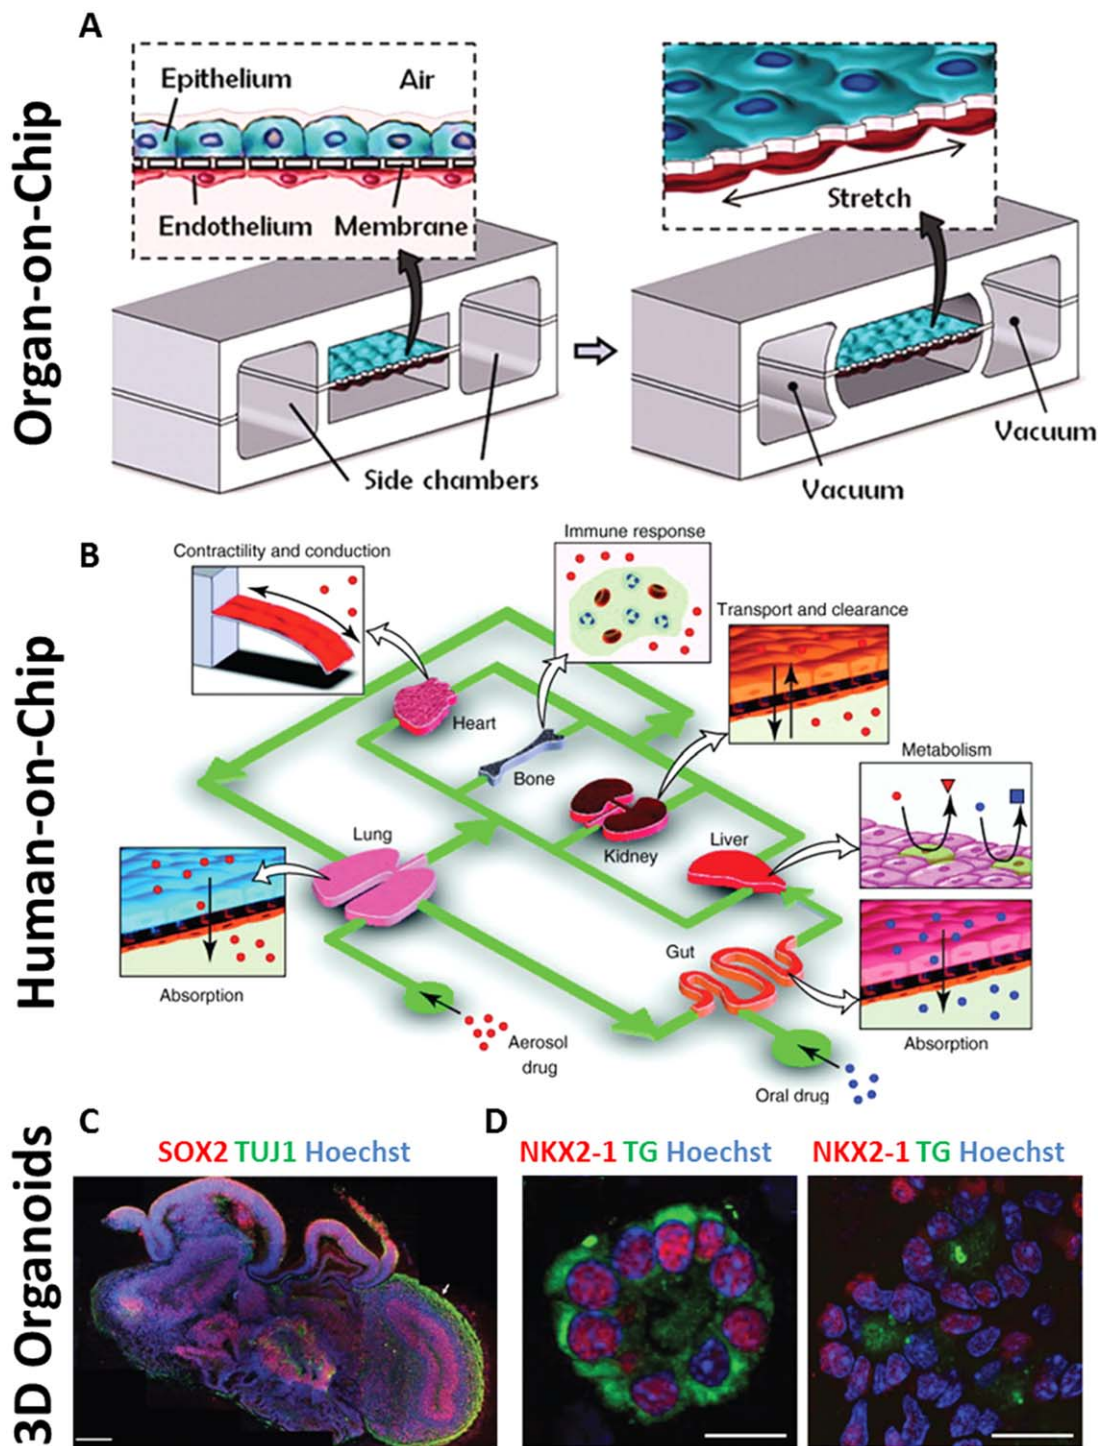 A
Organ-on-Chip
Epithelium
Air
Endothelium
Membrane
Stretch
Side chambers
Vacuum
Vacuum
B
Human-on-Chip
Contractility and conduction
Immune response
Transport and clearance
Heart
Bone
Metabolism
Lung
Kidney
Liver
Gut
Absorption
Aerosol
drug
Absorption
Oral drug
3D Organoids
C
SOX2 TUJ1 Hoechst
D
NKX2-1 TG Hoechst
NKX2-1 TG Hoechst